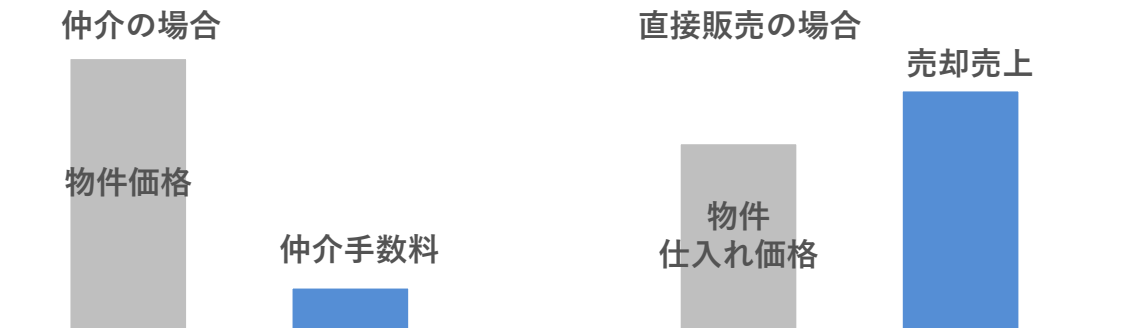 仲介の場合
物件価格
仲介手数料
直接販売の場合
売却売上
物件
仕入れ価格